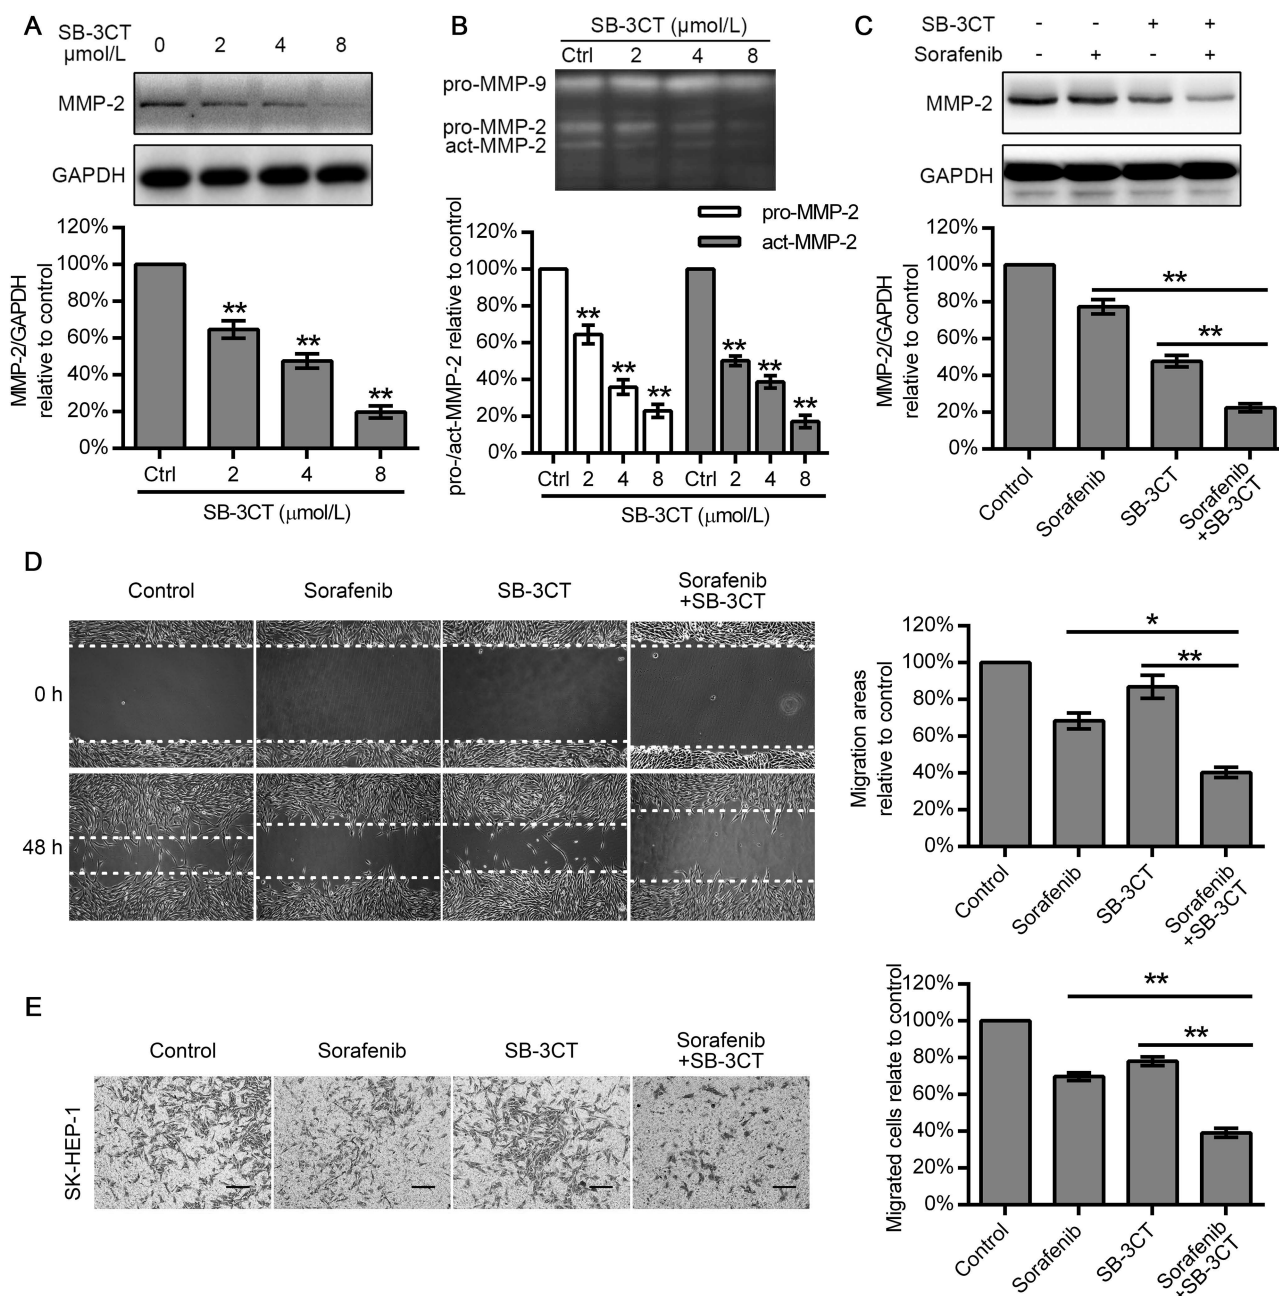 A
SB-3CT
μmol/L
0 2 4 8
MMP-2
GAPDH
120%
100%
80%
60%
40%
20%
0%
MMP-2/GAPDH
relative to control
**
**
**
Ctrl 2 4 8
SB-3CT (μmol/L)
B
SB-3CT (μmol/L)
Ctrl 2 4 8
pro-MMP-9
pro-MMP-2
act-MMP-2
pro-MMP-2
act-MMP-2
120%
100%
80%
60%
40%
20%
0%
pro-/act-MMP-2 relative to control
**
**
**
**
**
**
Ctrl 2 4 8 Ctrl 2 4 8
SB-3CT (μmol/L)
C
SB-3CT - - + +
Sorafenib - + - +
MMP-2
GAPDH
120%
100%
80%
60%
40%
20%
0%
MMP-2/GAPDH
relative to control
**
**
Control
Sorafenib
SB-3CT
Sorafenib
+SB-3CT
D
Control Sorafenib SB-3CT Sorafenib
+SB-3CT
0 h
48 h
120%
100%
80%
60%
40%
20%
0%
Migration areas
relative to control
*
**
Control
Sorafenib
SB-3CT
Sorafenib
+SB-3CT
E
Control Sorafenib SB-3CT Sorafenib
+SB-3CT
SK-HEP-1
120%
100%
80%
60%
40%
20%
0%
Migrated cells relate to control
**
**
Control
Sorafenib
SB-3CT
Sorafenib
+SB-3CT